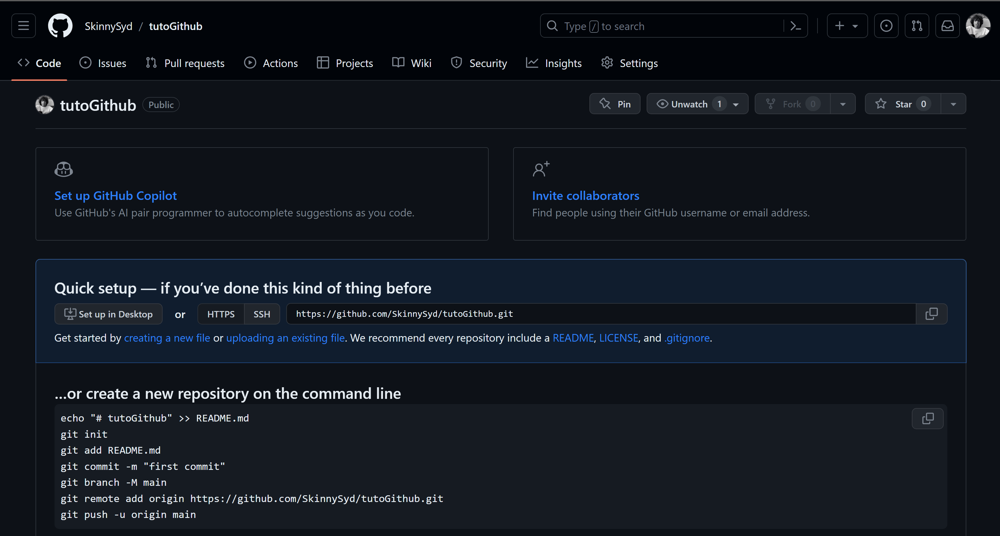 SkinnySyd / tutoGithub
Type / to search
Code Issues Pull requests Actions Projects Wiki Security Insights Settings
tutoGithub Public
Pin Unwatch 1 Fork 0 Star 0
Set up GitHub Copilot
Use GitHub's AI pair programmer to autocomplete suggestions as you code.
Invite collaborators
Find people using their GitHub username or email address.
Quick setup — if you’ve done this kind of thing before
Set up in Desktop or HTTPS SSH https://github.com/SkinnySyd/tutoGithub.git
Get started by creating a new file or uploading an existing file. We recommend every repository include a README, LICENSE, and .gitignore.
…or create a new repository on the command line
echo "# tutoGithub" >> README.md
git init
git add README.md
git commit -m "first commit"
git branch -M main
git remote add origin https://github.com/SkinnySyd/tutoGithub.git
git push -u origin main